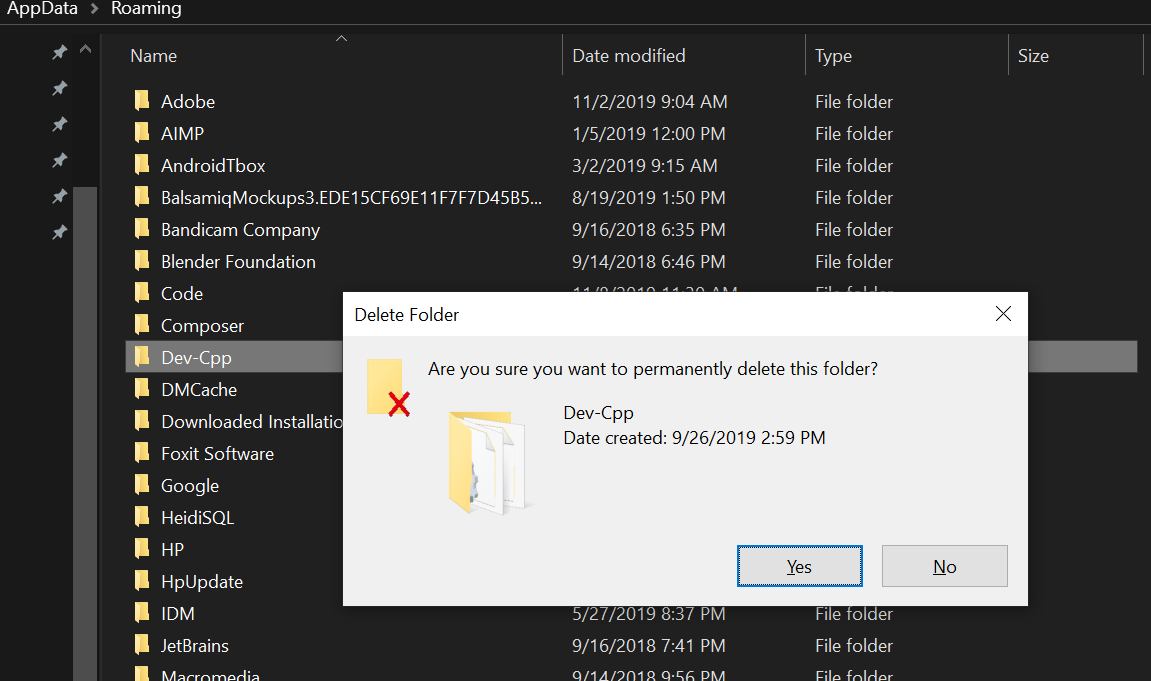 AppData > Roaming
Name Date modified Type Size
Adobe 11/2/2019 9:04 AM File folder
AIMP 1/5/2019 12:00 PM File folder
AndroidTbox 3/2/2019 9:15 AM File folder
BalsamiqMockups3.EDE15CF69E11F7F7D45B5... 8/19/2019 1:50 PM File folder
Bandicam Company 9/16/2018 6:35 PM File folder
Blender Foundation 9/14/2018 6:46 PM File folder
Code
Composer
Dev-Cpp
DMCache
Downloaded Installatio
Foxit Software
Google
HeidiSQL
HP
HpUpdate
IDM 5/27/2019 8:37 PM File folder
JetBrains 9/16/2018 7:41 PM File folder
Macromedia 9/14/2018 9:56 PM File folder
Delete Folder
Are you sure you want to permanently delete this folder?
Dev-Cpp
Date created: 9/26/2019 2:59 PM
Yes No